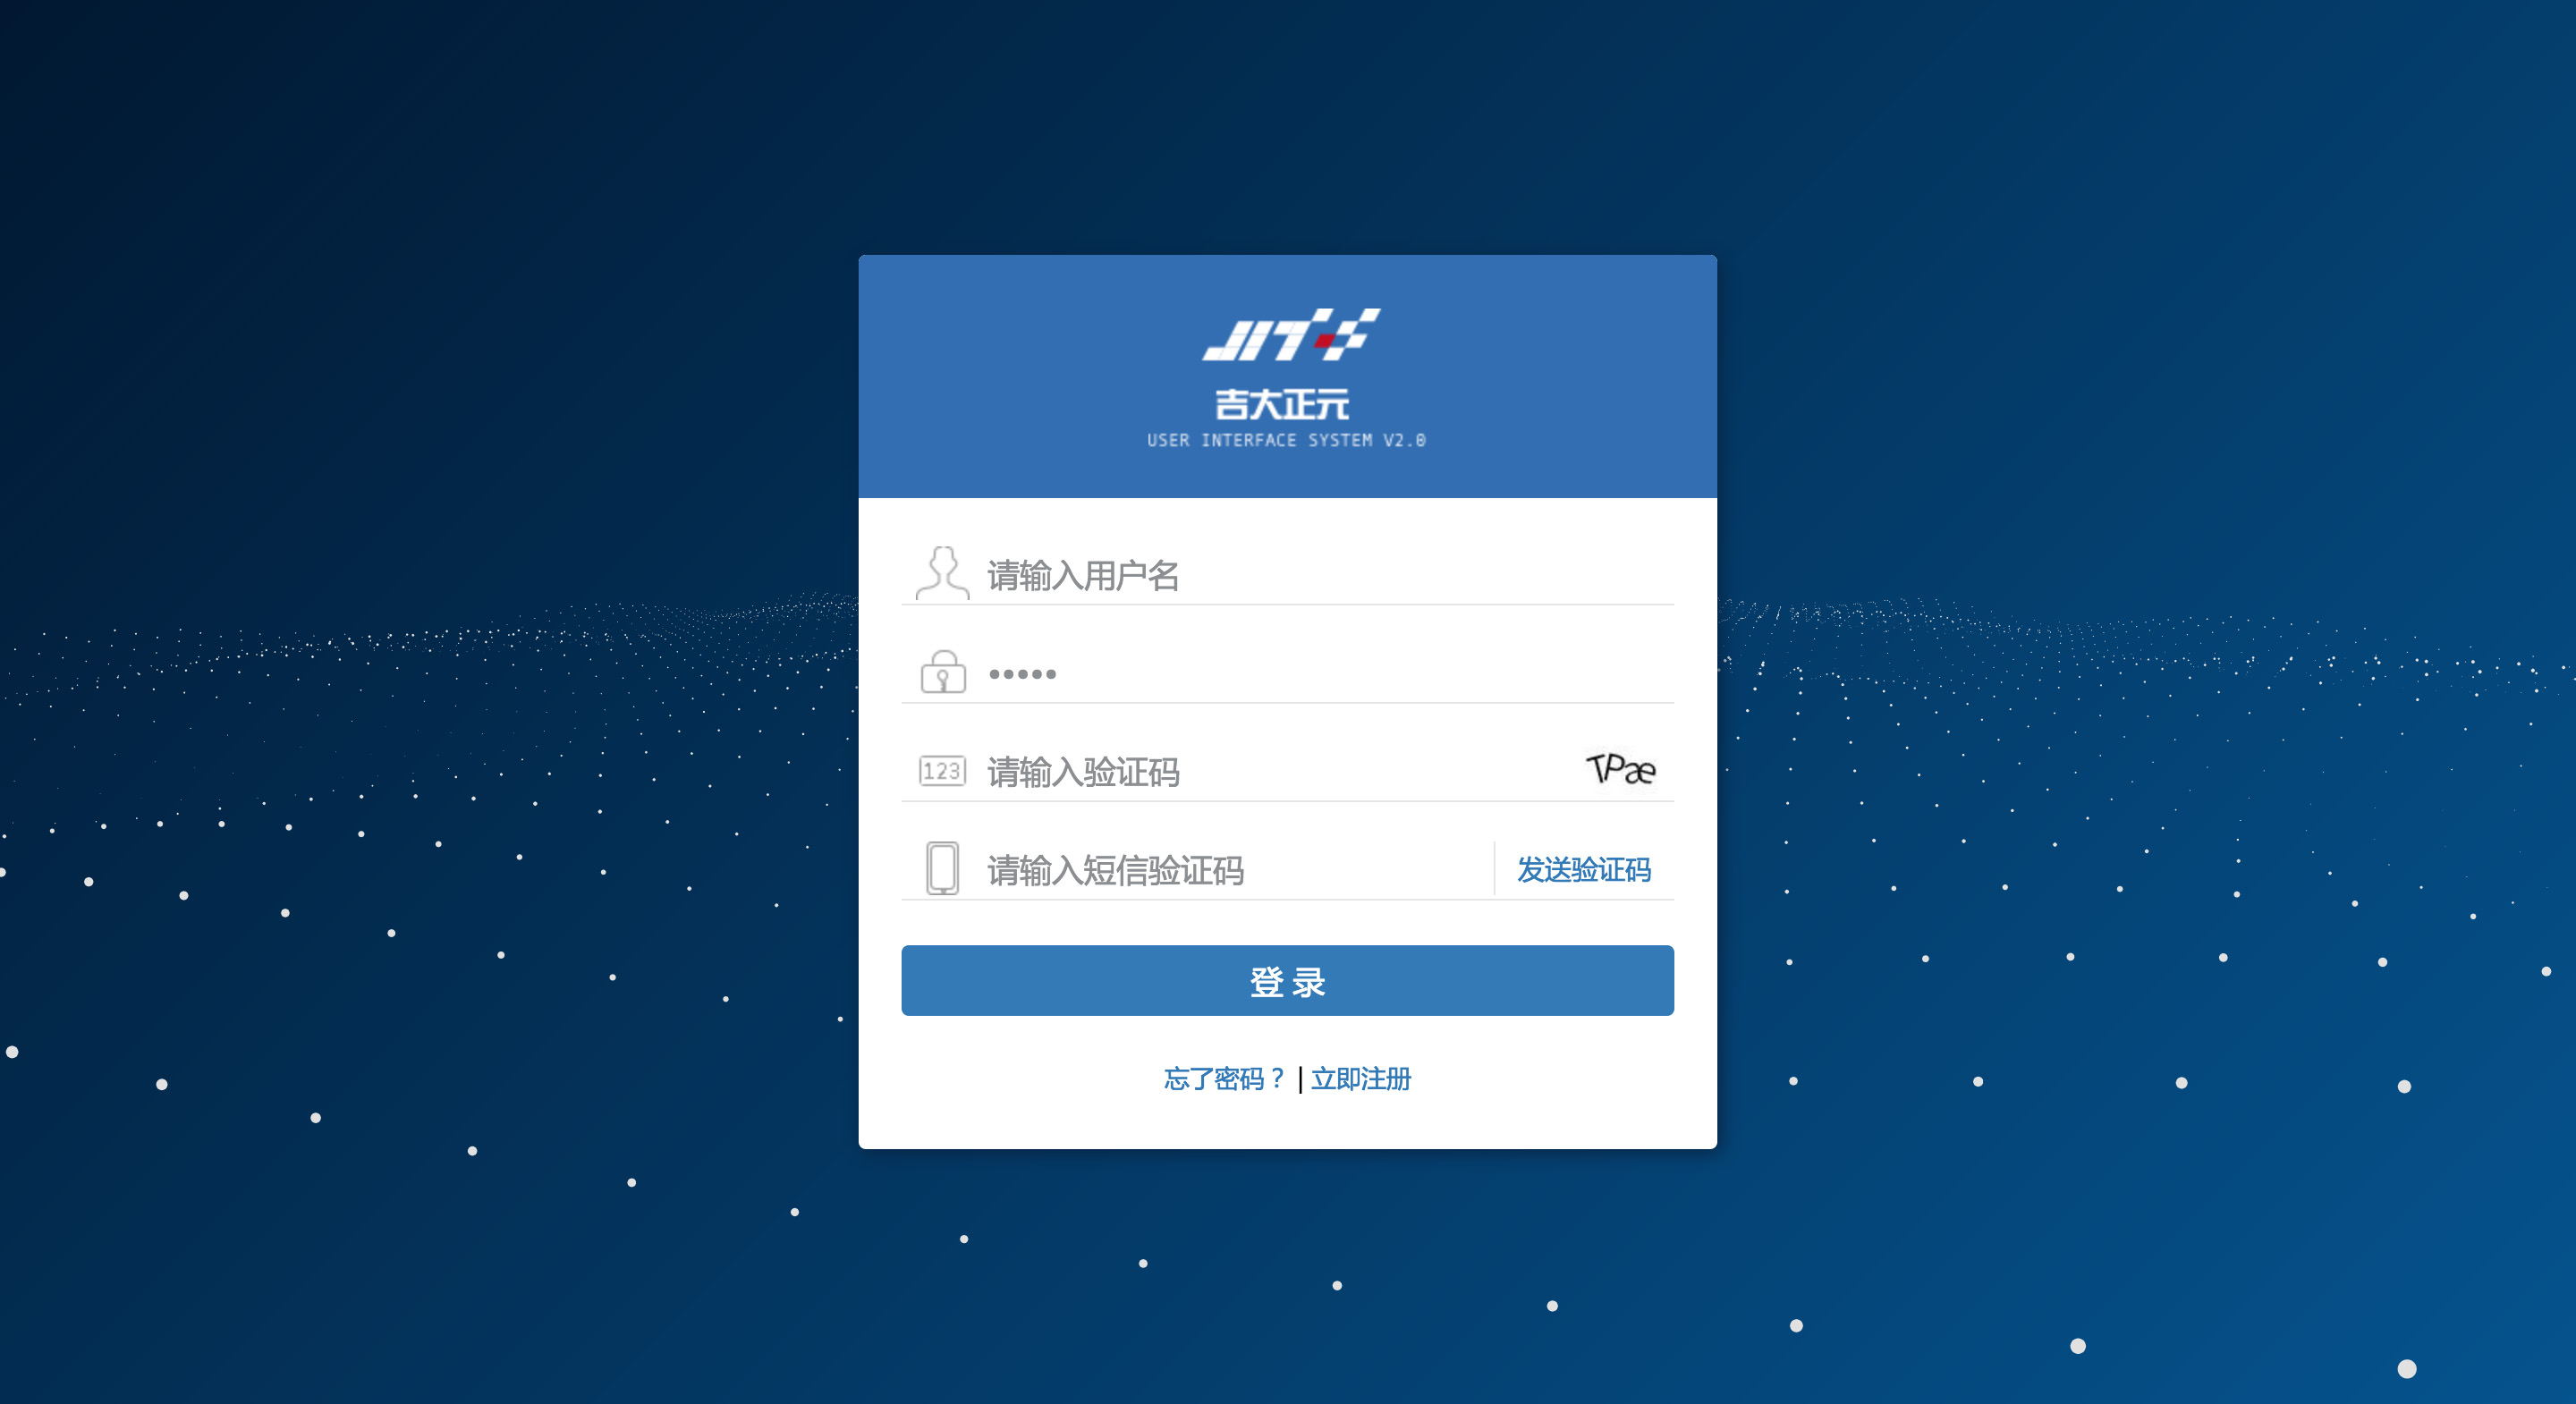 JIT
吉大正元
USER INTERFACE SYSTEM V2.0
请输入用户名
•••••
123 请输入验证码 TPae
请输入短信验证码 发送验证码
登 录
忘了密码？ | 立即注册